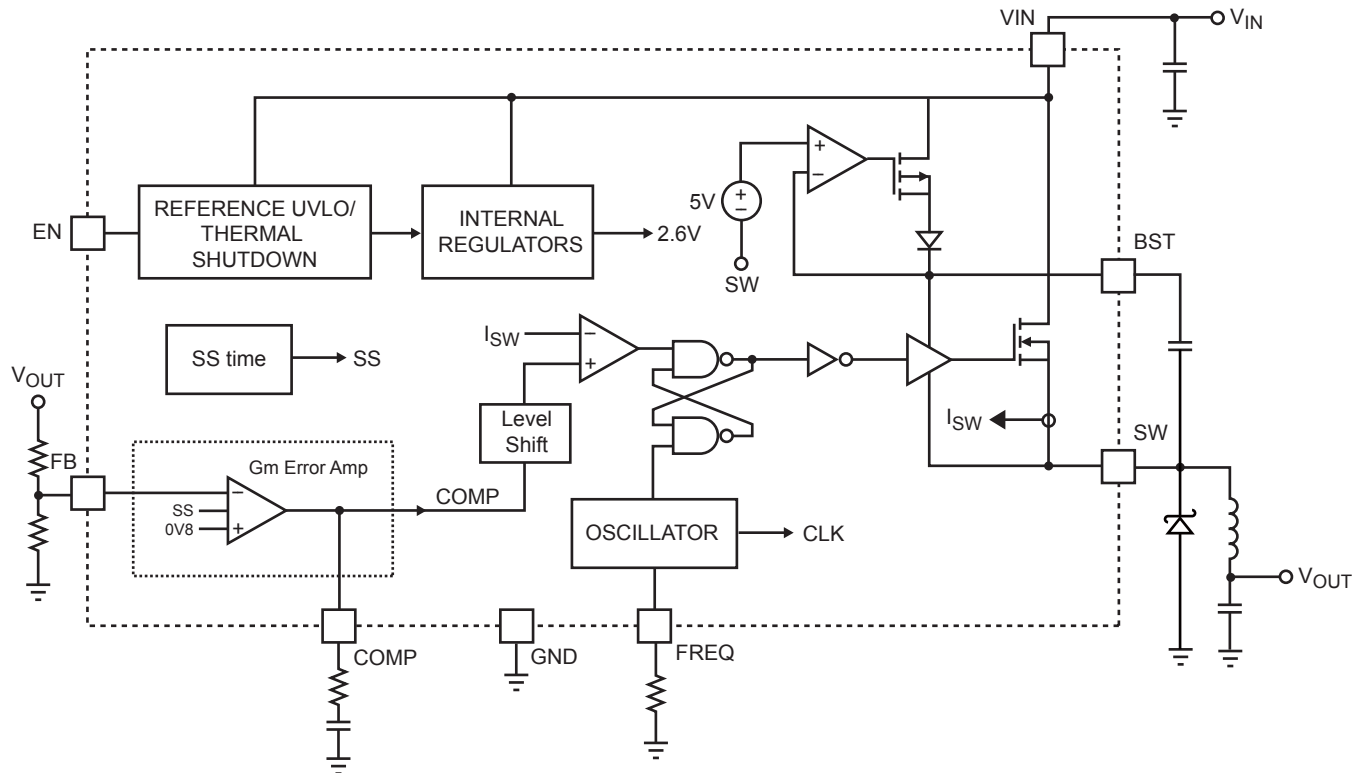 VIN
V_IN
EN
REFERENCE UVLO/
THERMAL
SHUTDOWN
INTERNAL
REGULATORS
2.6V
5V
+
−
SW
+
−
BST
SS time
SS
I_SW
−
+
Level
Shift
I_SW
SW
V_OUT
FB
Gm Error Amp
−
SS
0V8
+
COMP
OSCILLATOR
CLK
V_OUT
COMP
GND
FREQ